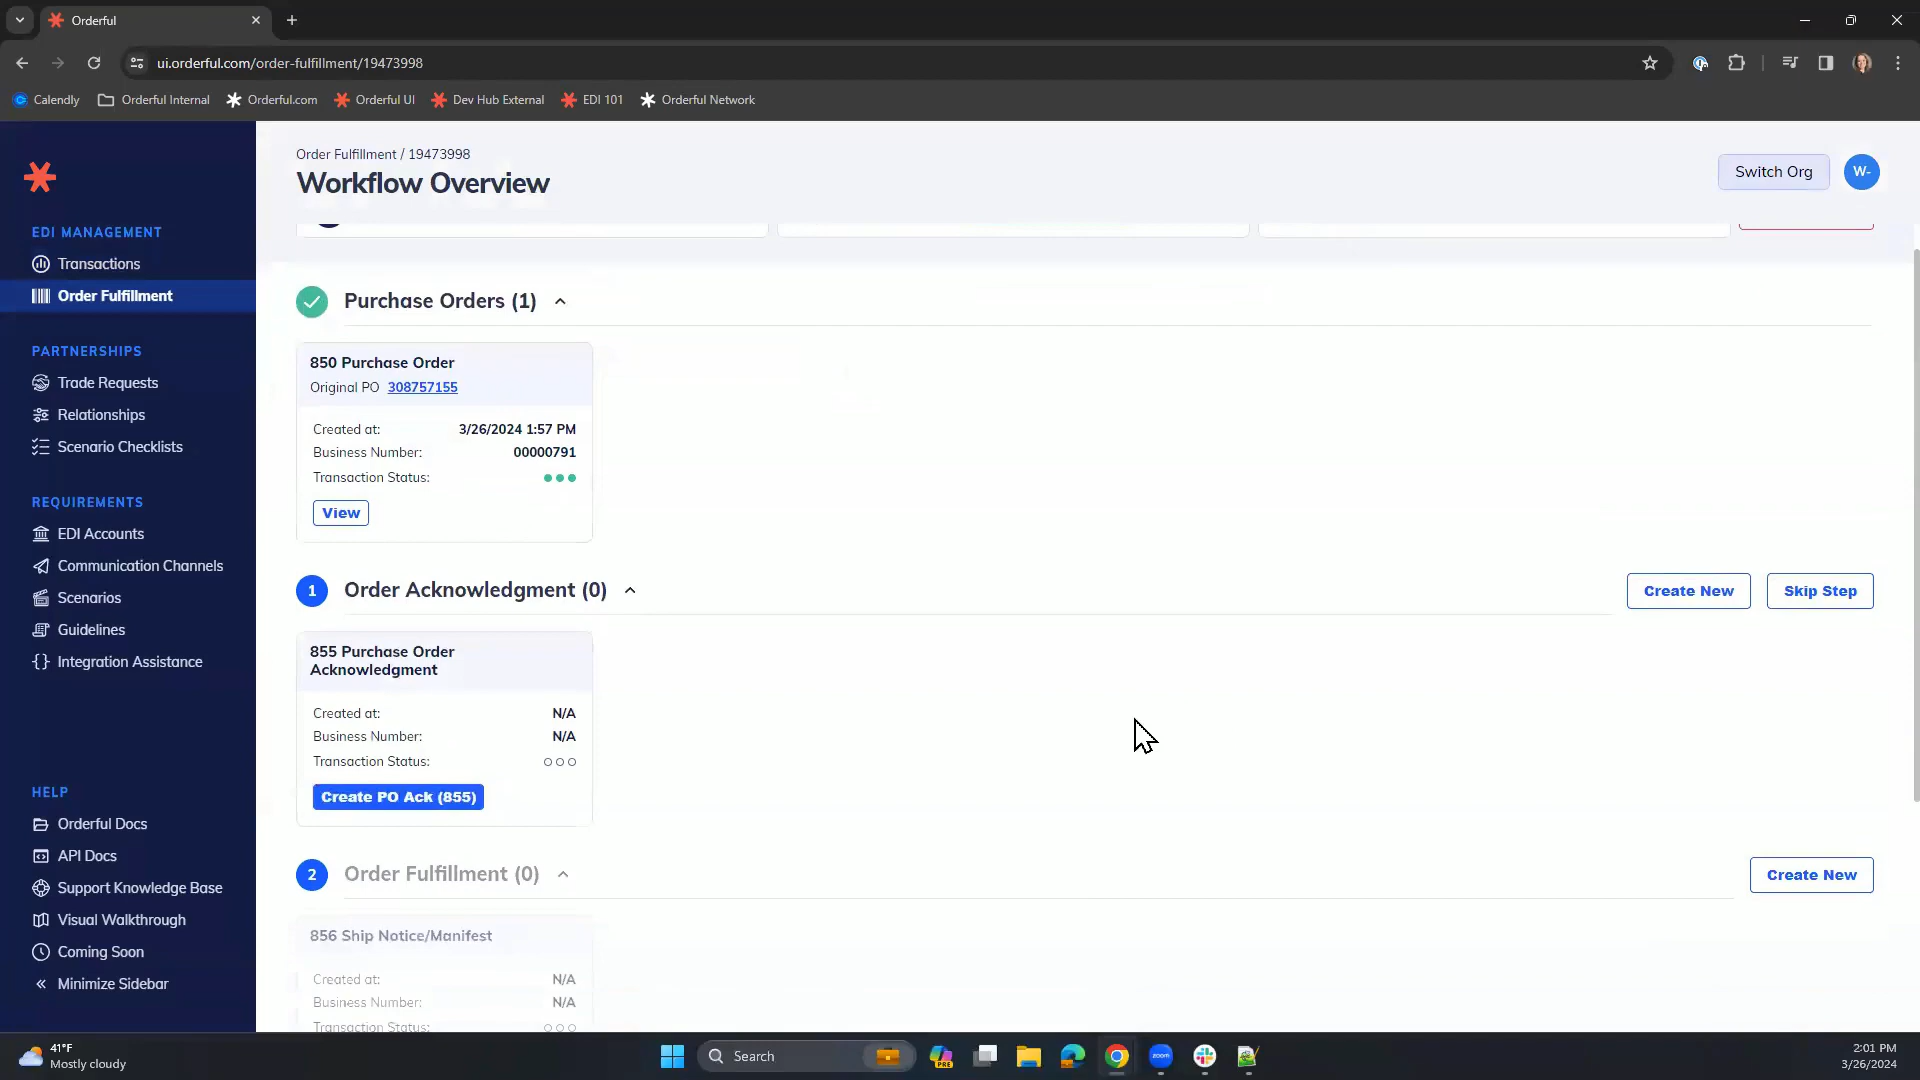 Orderful
ui.orderful.com/order-fulfillment/19473998
Calendly
Orderful Internal
Orderful.com
Orderful UI
Dev Hub External
EDI 101
Orderful Network
EDI MANAGEMENT
Transactions
Order Fulfillment
PARTNERSHIPS
Trade Requests
Relationships
Scenario Checklists
REQUIREMENTS
EDI Accounts
Communication Channels
Scenarios
Guidelines
Integration Assistance
HELP
Orderful Docs
API Docs
Support Knowledge Base
Visual Walkthrough
Coming Soon
Minimize Sidebar
Order Fulfillment / 19473998
Workflow Overview
Switch Org
W-
Purchase Orders (1)
850 Purchase Order
Original PO 308757155
Created at: 3/26/2024 1:57 PM
Business Number: 00000791
Transaction Status:
View
1 Order Acknowledgment (0)
Create New
Skip Step
855 Purchase Order
Acknowledgment
Created at: N/A
Business Number: N/A
Transaction Status:
Create PO Ack (855)
2 Order Fulfillment (0)
Create New
856 Ship Notice/Manifest
Created at: N/A
Business Number: N/A
Transaction Status:
41°F
Mostly cloudy
Search
PRE
zoom
2:01 PM
3/26/2024